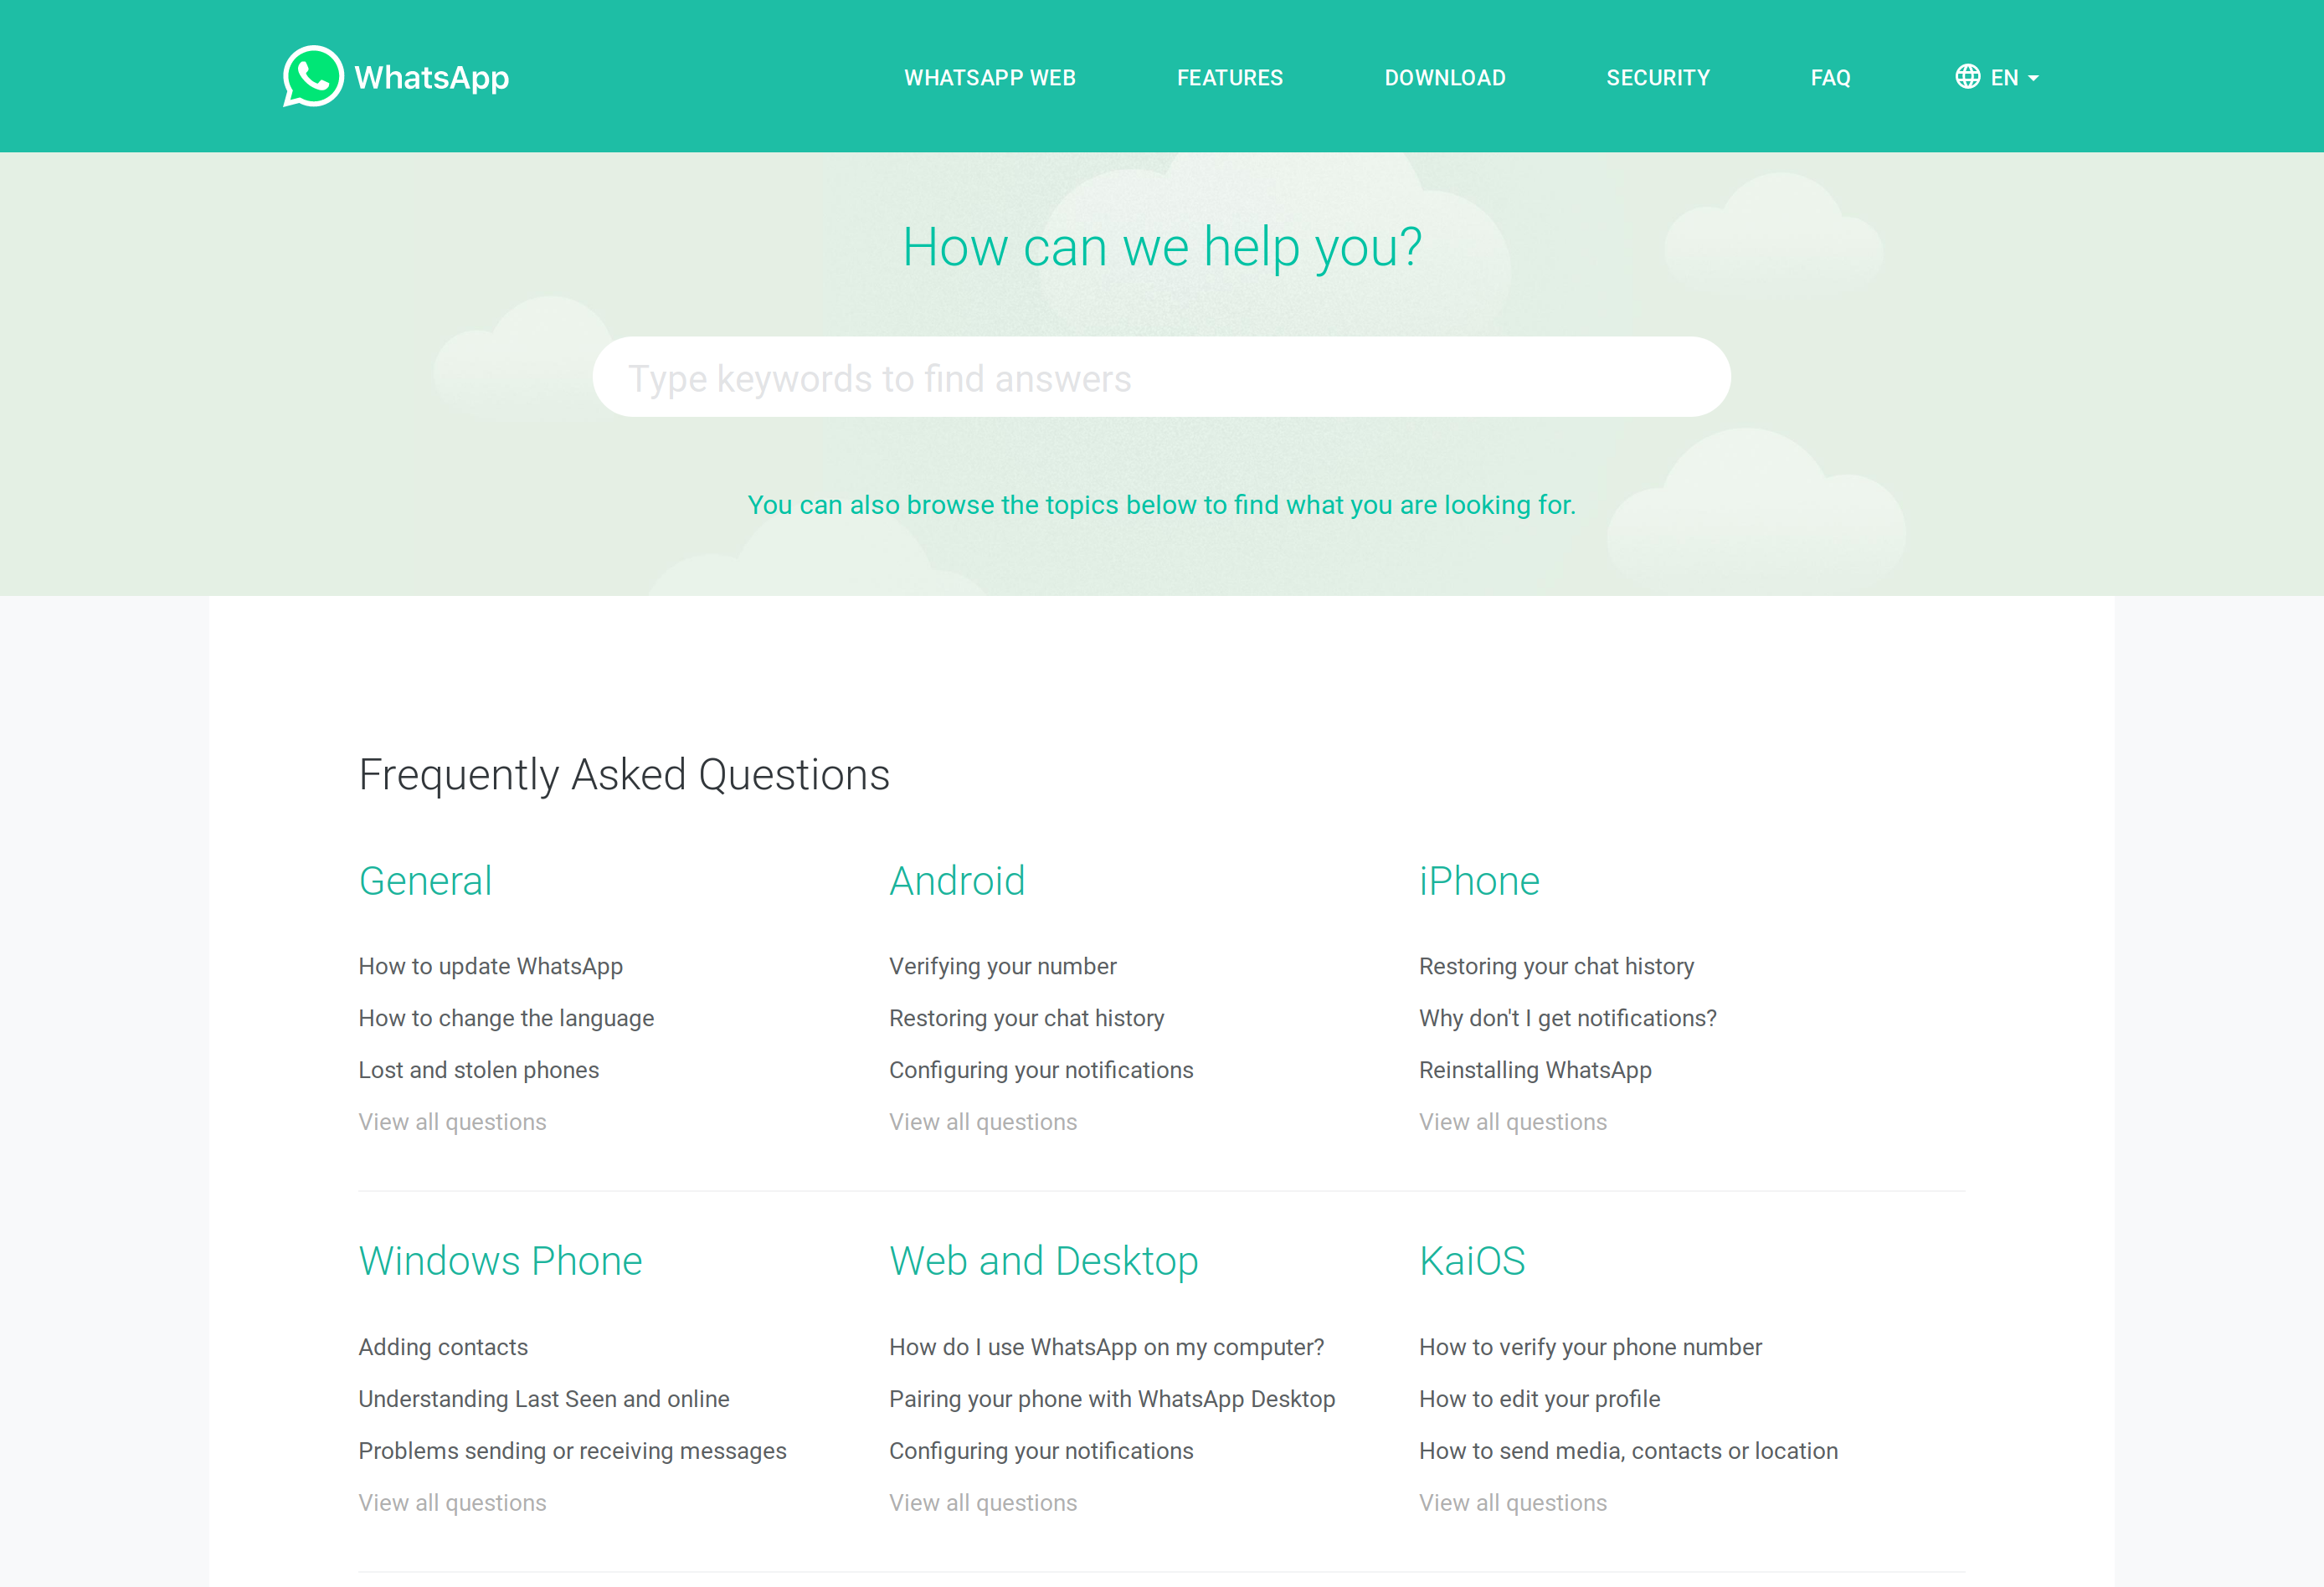 WhatsApp
WHATSAPP WEB
FEATURES
DOWNLOAD
SECURITY
FAQ
EN
How can we help you?
Type keywords to find answers
You can also browse the topics below to find what you are looking for.
Frequently Asked Questions
General
How to update WhatsApp
How to change the language
Lost and stolen phones
View all questions
Android
Verifying your number
Restoring your chat history
Configuring your notifications
View all questions
iPhone
Restoring your chat history
Why don't I get notifications?
Reinstalling WhatsApp
View all questions
Windows Phone
Adding contacts
Understanding Last Seen and online
Problems sending or receiving messages
View all questions
Web and Desktop
How do I use WhatsApp on my computer?
Pairing your phone with WhatsApp Desktop
Configuring your notifications
View all questions
KaiOS
How to verify your phone number
How to edit your profile
How to send media, contacts or location
View all questions